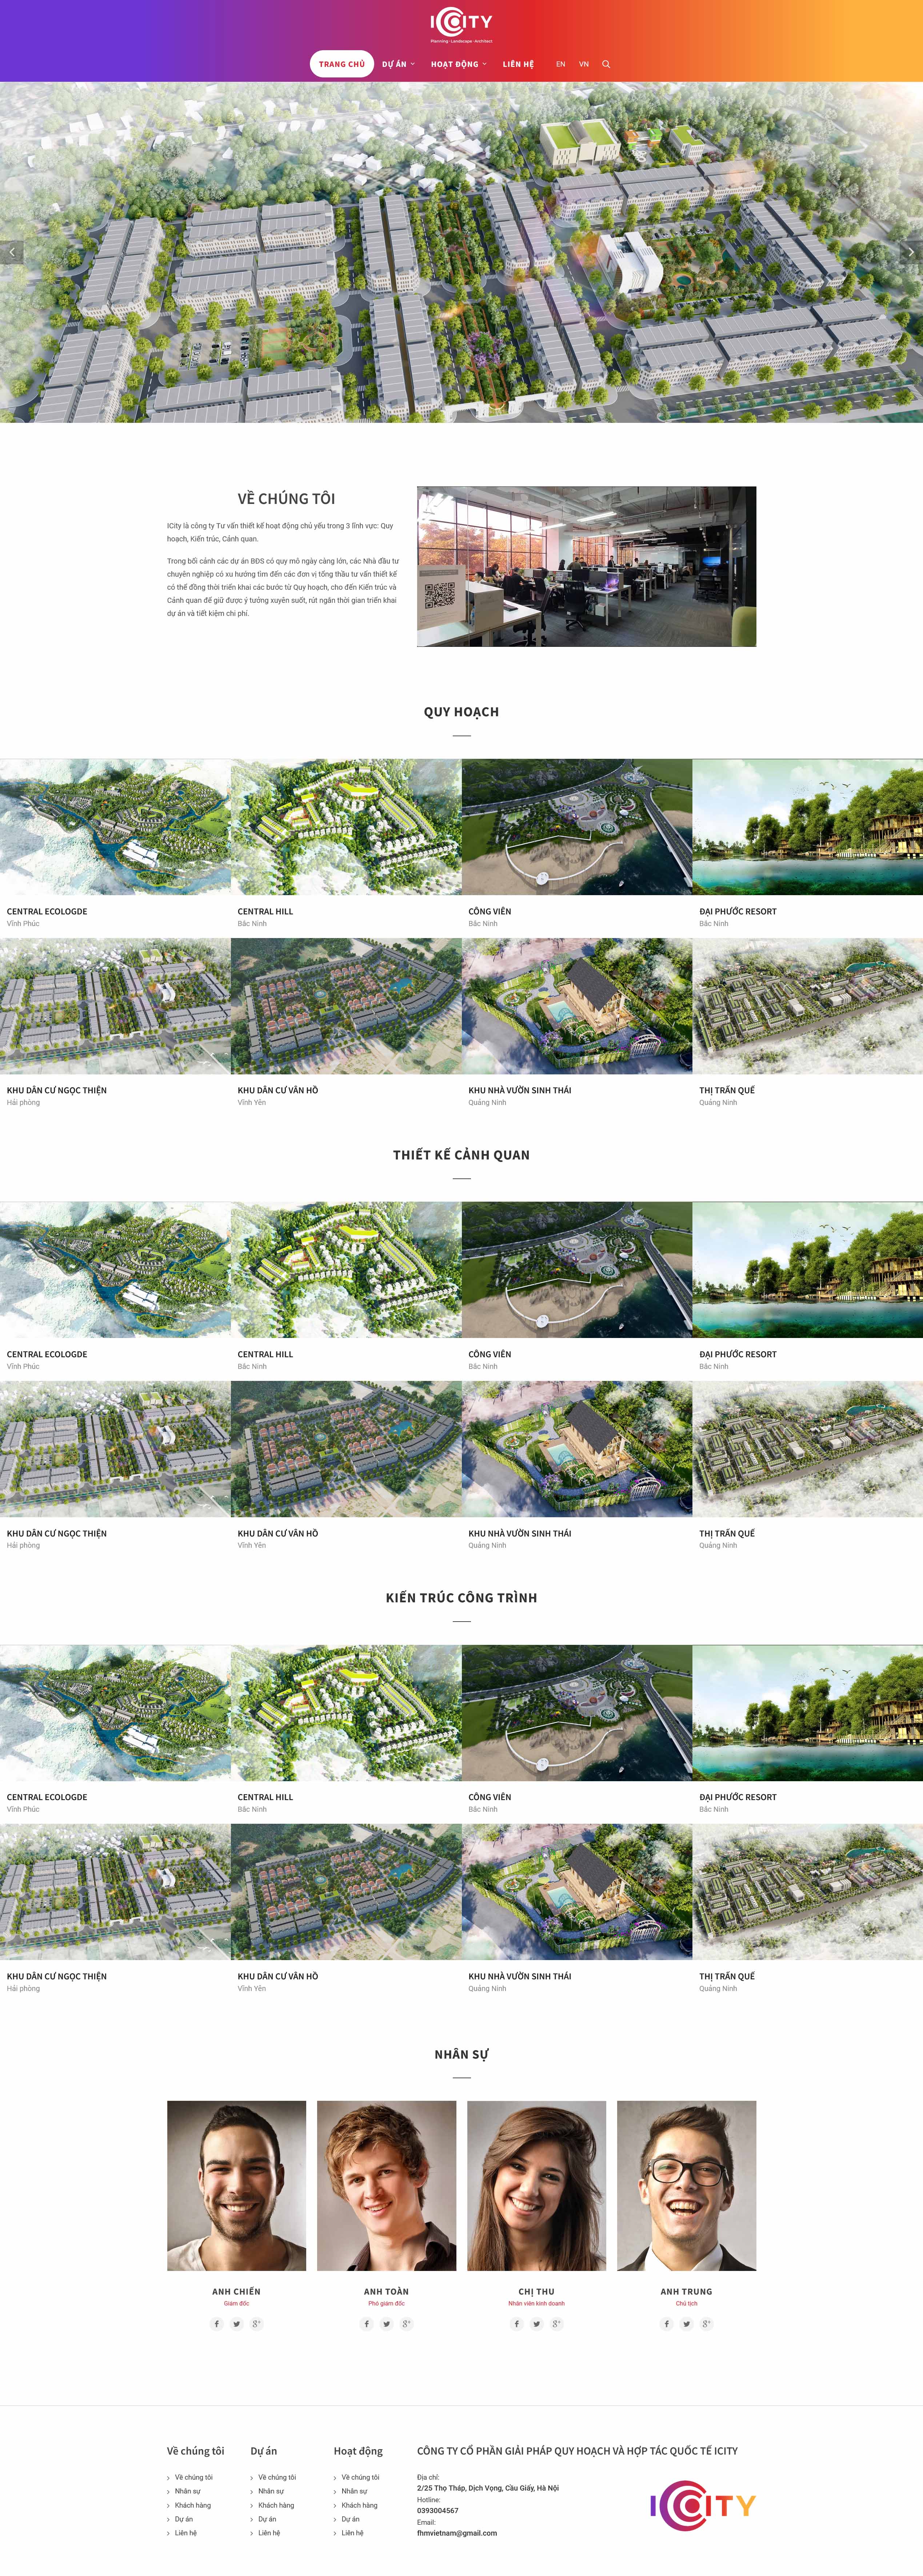 ICCITY
Planning - Landscape - Architect
TRANG CHỦ
DỰ ÁN
HOẠT ĐỘNG
LIÊN HỆ
EN
VN
VỀ CHÚNG TÔI
ICity là công ty Tư vấn thiết kế hoạt động chủ yếu trong 3 lĩnh vực: Quy
hoạch, Kiến trúc, Cảnh quan.
Trong bối cảnh các dự án BĐS có quy mô ngày càng lớn, các Nhà đầu tư
chuyên nghiệp có xu hướng tìm đến các đơn vị tổng thầu tư vấn thiết kế
có thể đồng thời triển khai các bước từ Quy hoạch, cho đến Kiến trúc và
Cảnh quan để giữ được ý tưởng xuyên suốt, rút ngắn thời gian triển khai
dự án và tiết kiệm chi phí.
QUY HOẠCH
CENTRAL ECOLOGDE
Vĩnh Phúc
CENTRAL HILL
Bắc Ninh
CÔNG VIÊN
Bắc Ninh
ĐẠI PHƯỚC RESORT
Bắc Ninh
KHU DÂN CƯ NGỌC THIỆN
Hải phòng
KHU DÂN CƯ VÂN HỒ
Vĩnh Yên
KHU NHÀ VƯỜN SINH THÁI
Quảng Ninh
THỊ TRẤN QUẾ
Quảng Ninh
THIẾT KẾ CẢNH QUAN
CENTRAL ECOLOGDE
Vĩnh Phúc
CENTRAL HILL
Bắc Ninh
CÔNG VIÊN
Bắc Ninh
ĐẠI PHƯỚC RESORT
Bắc Ninh
KHU DÂN CƯ NGỌC THIỆN
Hải phòng
KHU DÂN CƯ VÂN HỒ
Vĩnh Yên
KHU NHÀ VƯỜN SINH THÁI
Quảng Ninh
THỊ TRẤN QUẾ
Quảng Ninh
KIẾN TRÚC CÔNG TRÌNH
CENTRAL ECOLOGDE
Vĩnh Phúc
CENTRAL HILL
Bắc Ninh
CÔNG VIÊN
Bắc Ninh
ĐẠI PHƯỚC RESORT
Bắc Ninh
KHU DÂN CƯ NGỌC THIỆN
Hải phòng
KHU DÂN CƯ VÂN HỒ
Vĩnh Yên
KHU NHÀ VƯỜN SINH THÁI
Quảng Ninh
THỊ TRẤN QUẾ
Quảng Ninh
NHÂN SỰ
ANH CHIẾN
Giám đốc
ANH TOÀN
Phó giám đốc
CHỊ THU
Nhân viên kinh doanh
ANH TRUNG
Chủ tịch
Về chúng tôi
Về chúng tôi
Nhân sự
Khách hàng
Dự án
Liên hệ
Dự án
Về chúng tôi
Nhân sự
Khách hàng
Dự án
Liên hệ
Hoạt động
Về chúng tôi
Nhân sự
Khách hàng
Dự án
Liên hệ
CÔNG TY CỔ PHẦN GIẢI PHÁP QUY HOẠCH VÀ HỢP TÁC QUỐC TẾ ICITY
Địa chỉ:
2/25 Thọ Tháp, Dịch Vọng, Cầu Giấy, Hà Nội
Hotline:
0393004567
Email:
fhmvietnam@gmail.com
ICCITY